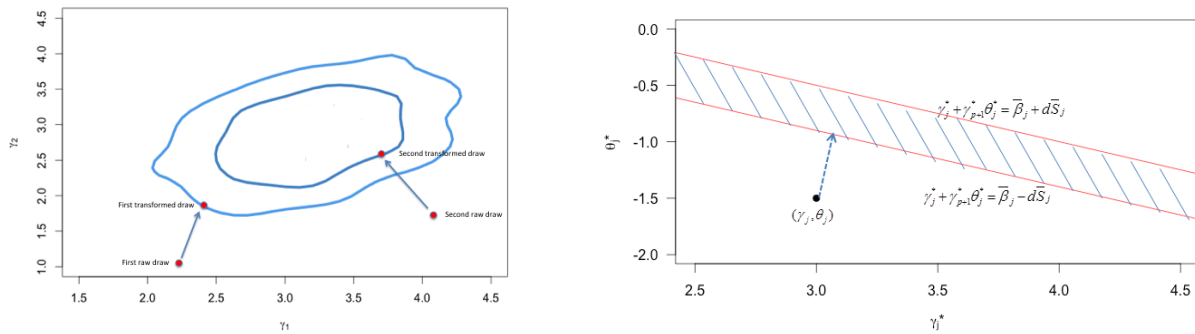 4.5
4.0
3.5
3.0
2.5
2.0
1.5
1.0
γ2
Second transformed draw
First transformed draw
Second raw draw
First raw draw
1.5 2.0 2.5 3.0 3.5 4.0 4.5
γ1
0.0
-0.5
-1.0
-1.5
-2.0
θj*
γj* + γp+1* θj* = β̅j + dS̅j
γj* + γp+1* θj* = β̅j − dS̅j
(γj, θj)
2.5 3.0 3.5 4.0 4.5
γj*